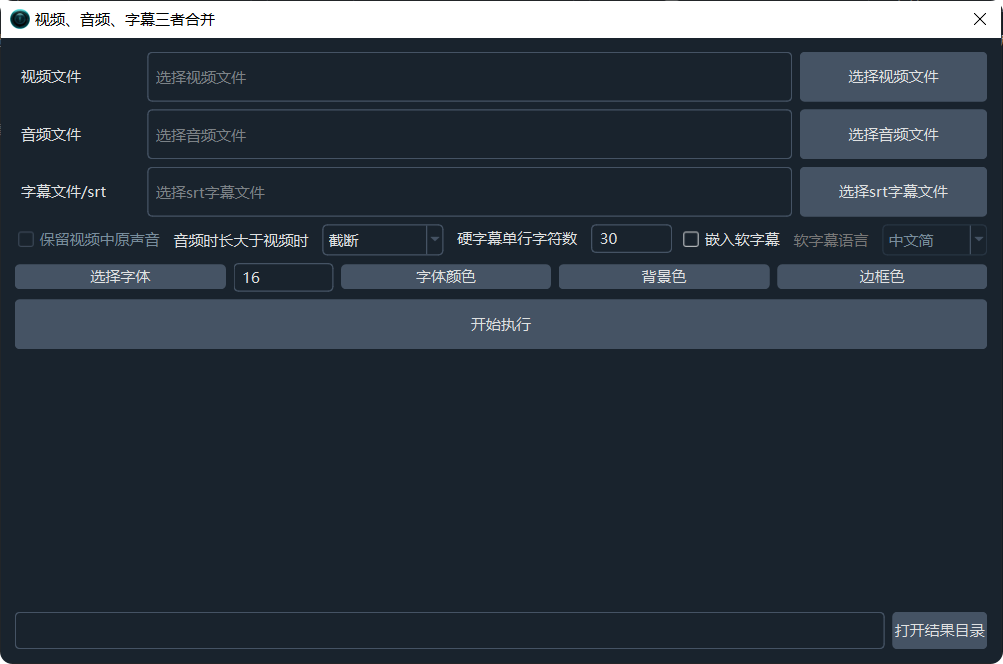 视频、音频、字幕三者合并
视频文件 选择视频文件 选择视频文件
音频文件 选择音频文件 选择音频文件
字幕文件/srt 选择srt字幕文件 选择srt字幕文件
保留视频中原声音 音频时长大于视频时 截断 硬字幕单行字符数 30 嵌入软字幕 软字幕语言 中文简
选择字体 16 字体颜色 背景色 边框色
开始执行
打开结果目录